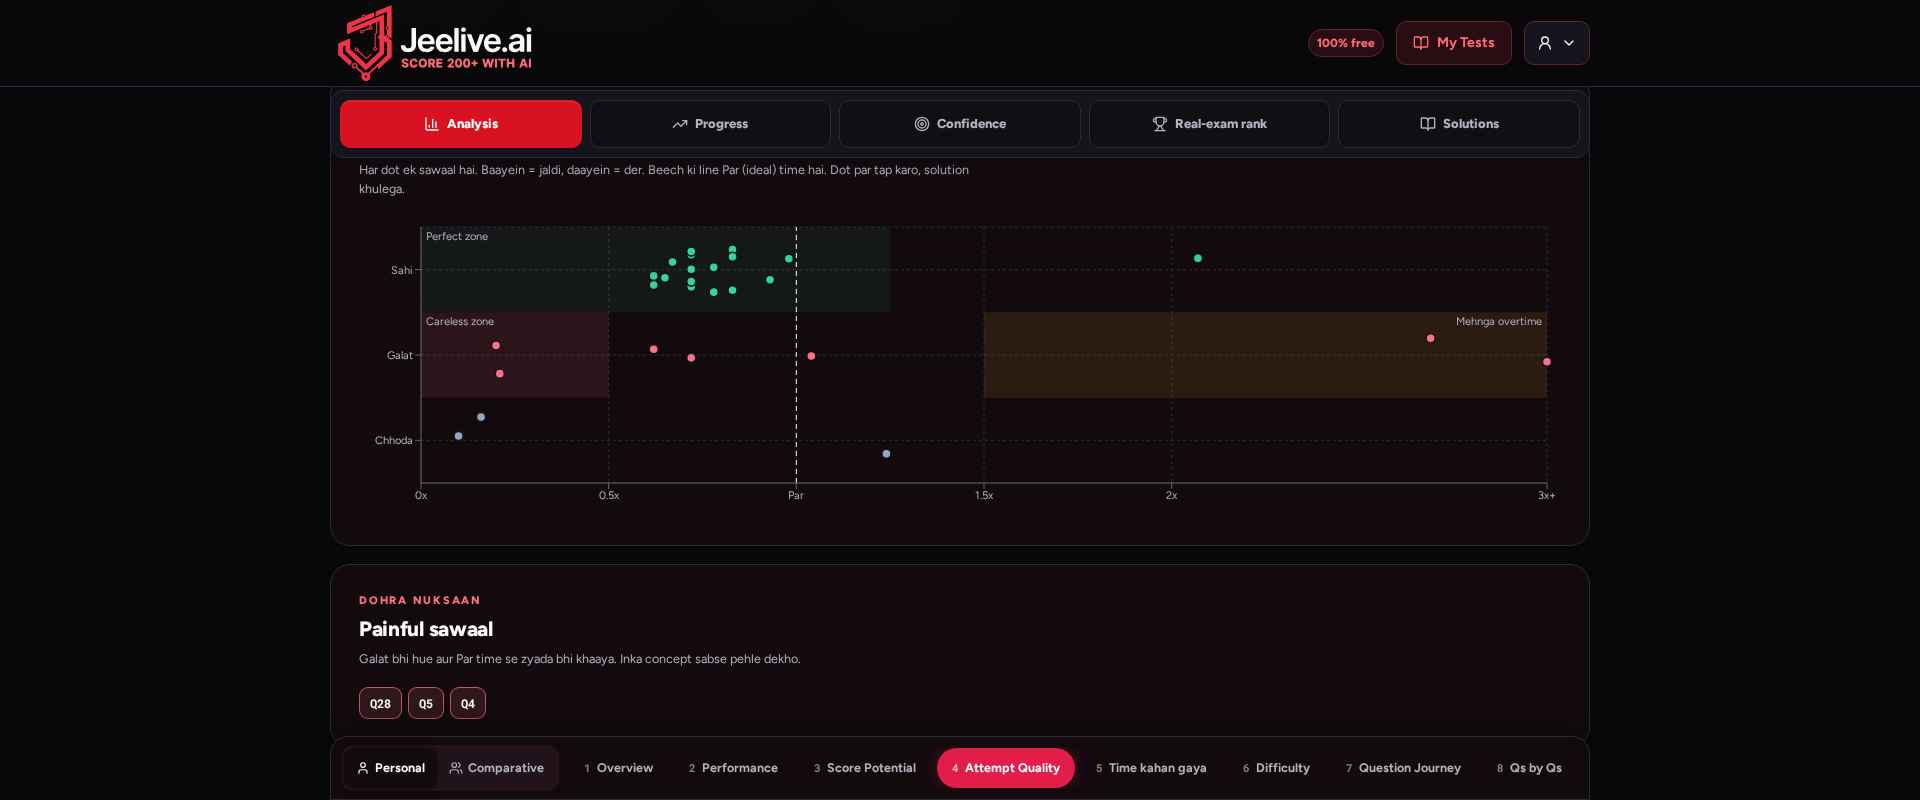 Jeelive.ai
SCORE 200+ WITH AI
100% free
My Tests
Analysis
Progress
Confidence
Real-exam rank
Solutions
Har dot ek sawaal hai. Baayein = jaldi, daayein = der. Beech ki line Par (ideal) time hai. Dot par tap karo, solution
khulega.
Perfect zone
Sahi
Careless zone
Mehnga overtime
Galat
Chhoda
0x
0.5x
Par
1.5x
2x
3x+
DOHRA NUKSAAN
Painful sawaal
Galat bhi hue aur Par time se zyada bhi khaaya. Inka concept sabse pehle dekho.
Q28
Q5
Q4
Personal
Comparative
1 Overview
2 Performance
3 Score Potential
4 Attempt Quality
5 Time kahan gaya
6 Difficulty
7 Question Journey
8 Qs by Qs